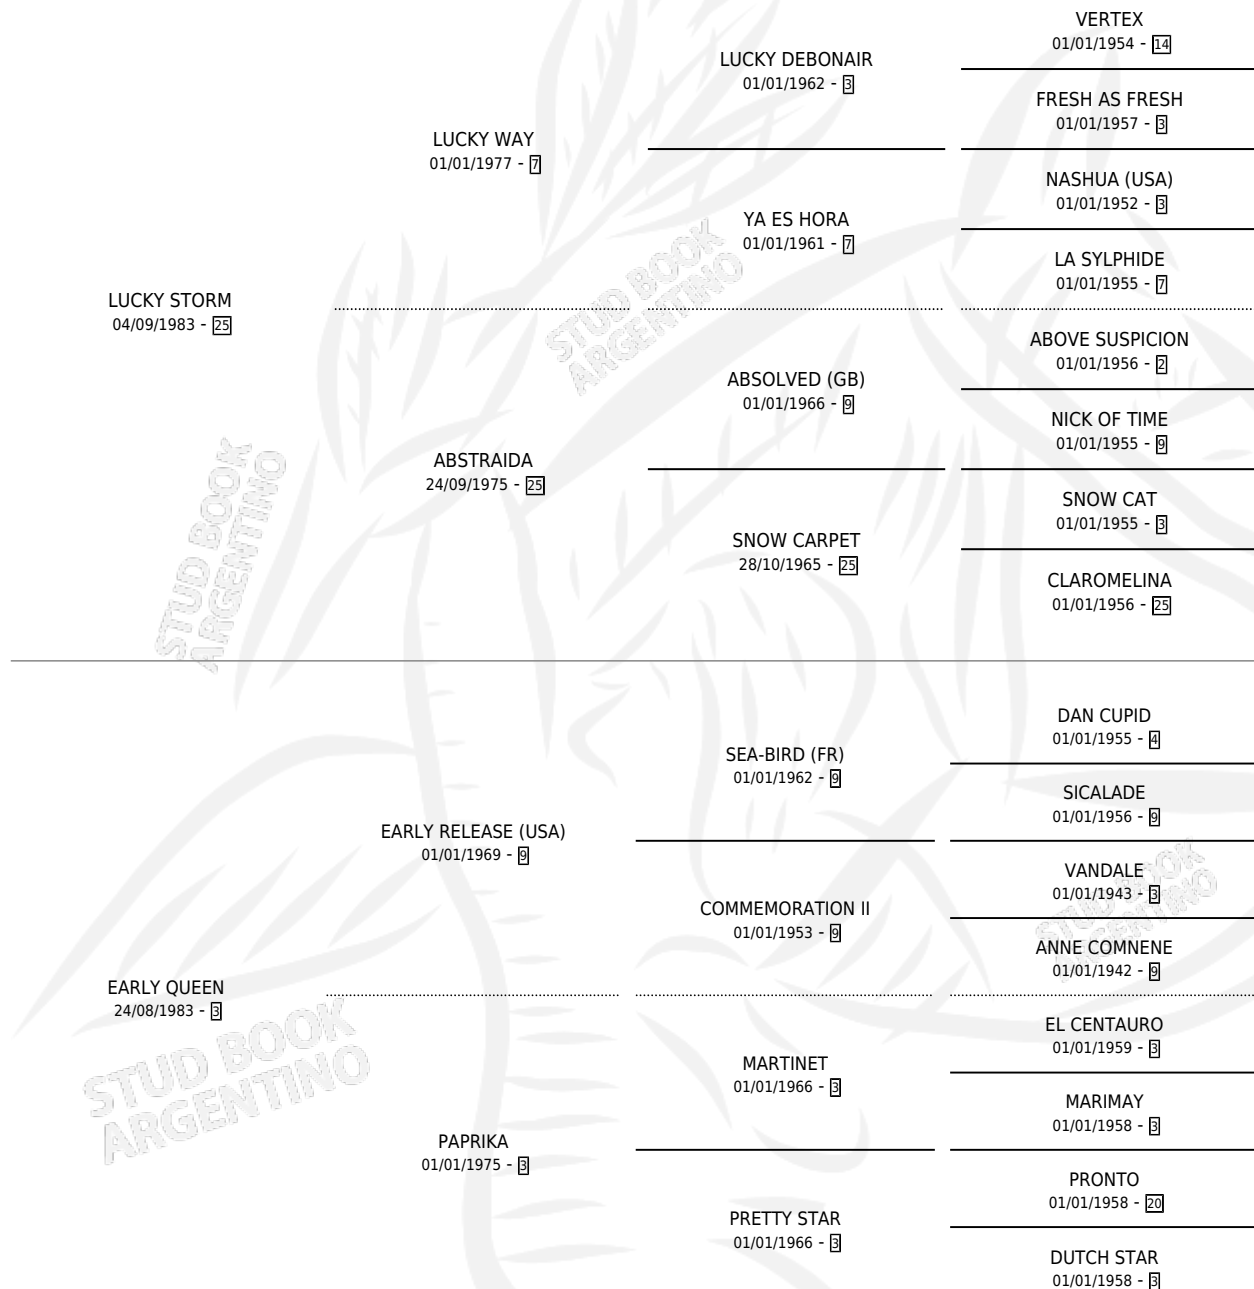 VERTEX
01/01/1954 - 14
LUCKY DEBONAIR
01/01/1962 - 3
FRESH AS FRESH
01/01/1957 - 3
LUCKY WAY
01/01/1977 - 7
NASHUA (USA)
01/01/1952 - 3
YA ES HORA
01/01/1961 - 7
LA SYLPHIDE
01/01/1955 - 7
LUCKY STORM
04/09/1983 - 25
STUD BOOK
ARGENTINO
ABOVE SUSPICION
01/01/1956 - 2
ABSOLVED (GB)
01/01/1966 - 9
NICK OF TIME
01/01/1955 - 9
ABSTRAIDA
24/09/1975 - 25
SNOW CAT
01/01/1955 - 3
SNOW CARPET
28/10/1965 - 25
CLAROMELINA
01/01/1956 - 25
STUD BOOK
ARGENTINO
DAN CUPID
01/01/1955 - 4
SEA-BIRD (FR)
01/01/1962 - 9
SICALADE
01/01/1956 - 9
EARLY RELEASE (USA)
01/01/1969 - 9
VANDALE
01/01/1943 - 3
COMMEMORATION II
01/01/1953 - 9
STUD BOOK
ARGENTINO
ANNE COMNENE
01/01/1942 - 9
EARLY QUEEN
24/08/1983 - 3
EL CENTAURO
01/01/1959 - 3
MARTINET
01/01/1966 - 3
STUD BOOK
ARGENTINO
MARIMAY
01/01/1958 - 3
PAPRIKA
01/01/1975 - 3
PRONTO
01/01/1958 - 20
PRETTY STAR
01/01/1966 - 3
DUTCH STAR
01/01/1958 - 3